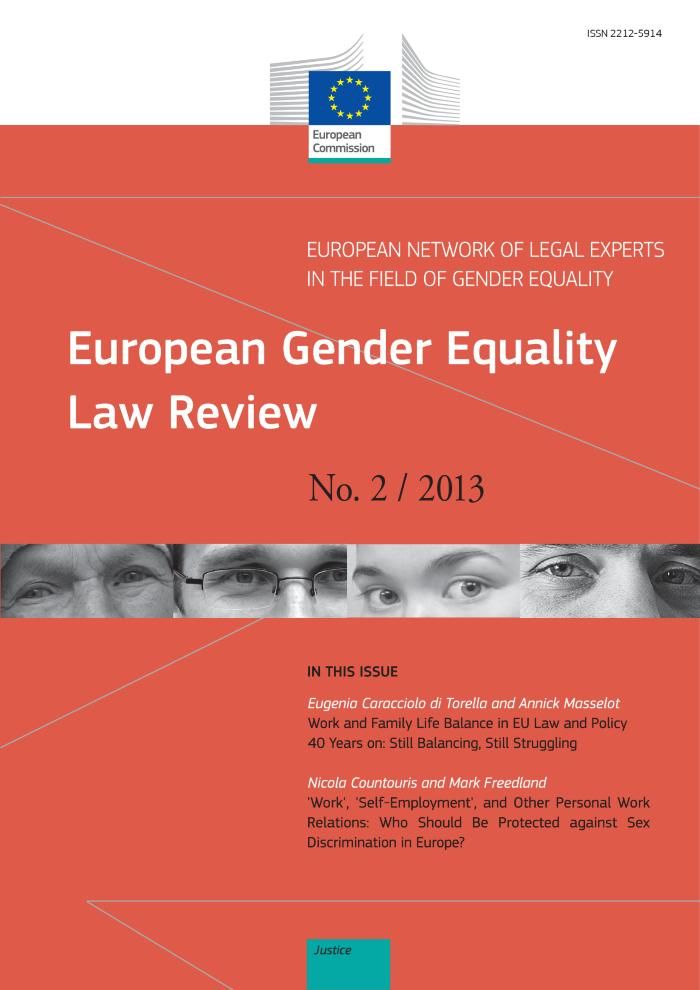 ISSN 2212-5914
European
Commission
EUROPEAN NETWORK OF LEGAL EXPERTS
IN THE FIELD OF GENDER EQUALITY
European Gender Equality
Law Review
No. 2 / 2013
IN THIS ISSUE
Eugenia Caracciolo di Torella and Annick Masselot
Work and Family Life Balance in EU Law and Policy
40 Years on: Still Balancing, Still Struggling
Nicola Countouris and Mark Freedland
'Work', 'Self-Employment', and Other Personal Work
Relations: Who Should Be Protected against Sex
Discrimination in Europe?
Justice